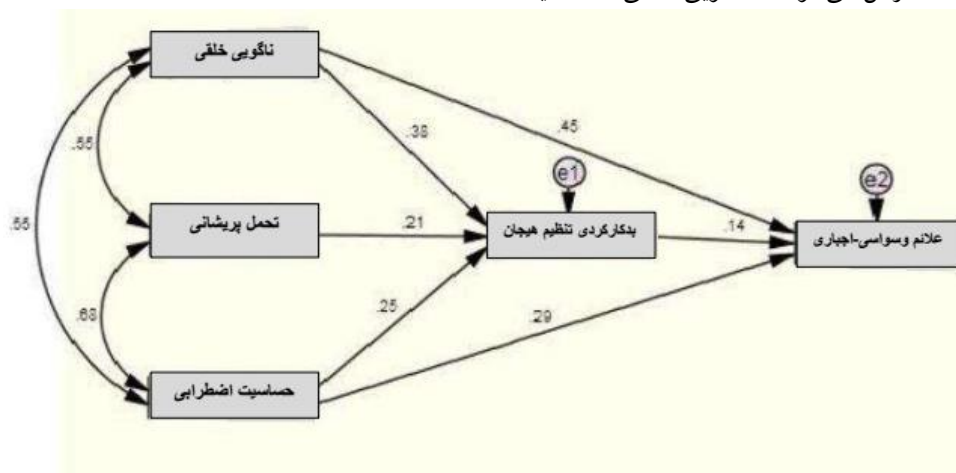 ناگویی خلقی
.55
.38
.45
e1
e2
.55
تحمل پریشانی
.21
بدکارکردی تنظیم هیجان
.14
علائم وسواسی-اجباری
.68
.25
.29
حساسیت اضطرابی